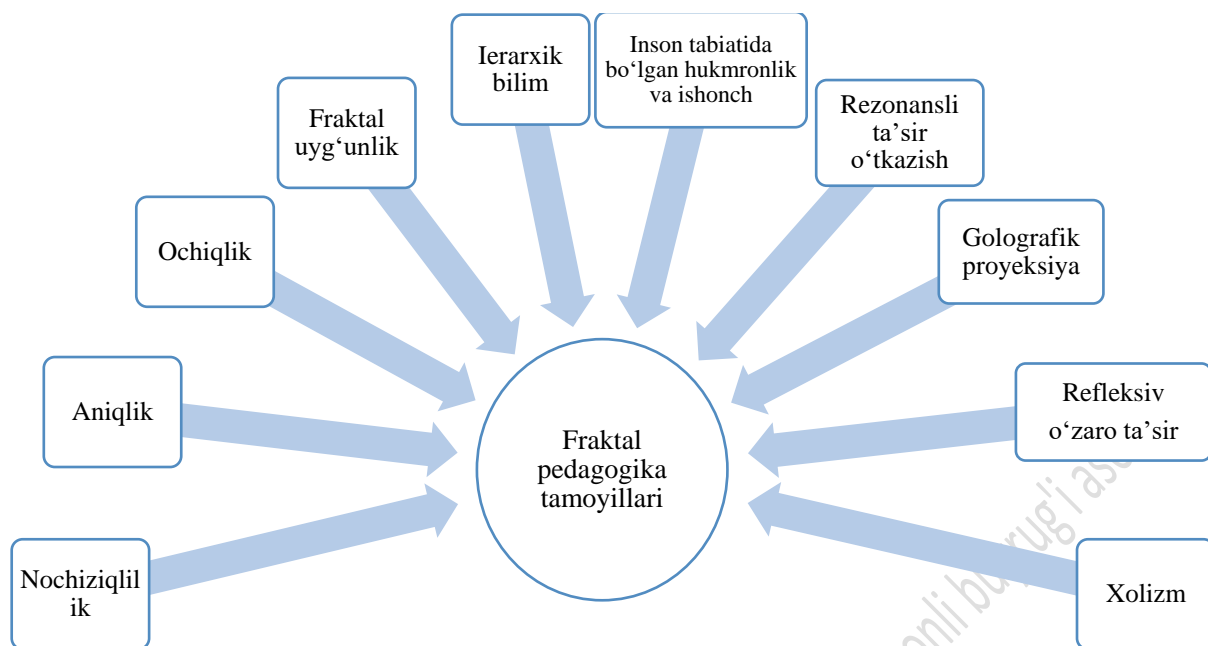 Ierarxik
bilim
Inson tabiatida
bo‘lgan hukmronlik
va ishonch
Fraktal
uyg‘unlik
Rezonansli
ta’sir
o‘tkazish
Ochiqlik
Golografik
proyeksiya
Aniqlik
Refleksiv
o‘zaro ta’sir
Fraktal
pedagogika
tamoyillari
Nochiziqlil
ik
Xolizm